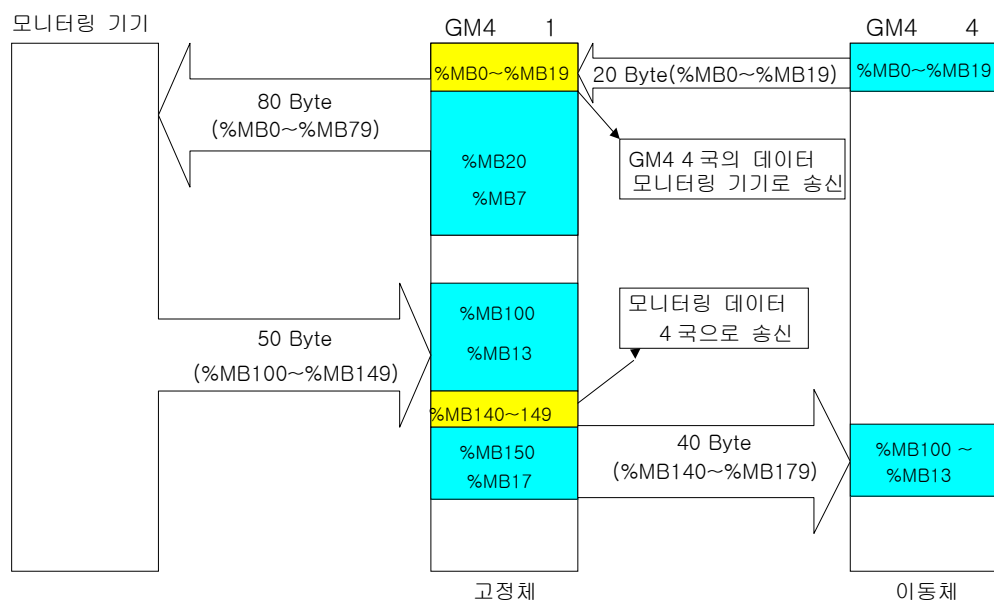 모니터링 기기
GM4 1
GM4 4
%MB0~%MB19
20 Byte(%MB0~%MB19)
%MB0~%MB19
80 Byte
(%MB0~%MB79)
%MB20
%MB7
GM4 4 국의 데이터
모니터링 기기로 송신
%MB100
%MB13
모니터링 데이터
4 국으로 송신
50 Byte
(%MB100~%MB149)
%MB140~149
%MB150
%MB17
40 Byte
(%MB140~%MB179)
%MB100 ~
%MB13
고정체
이동체